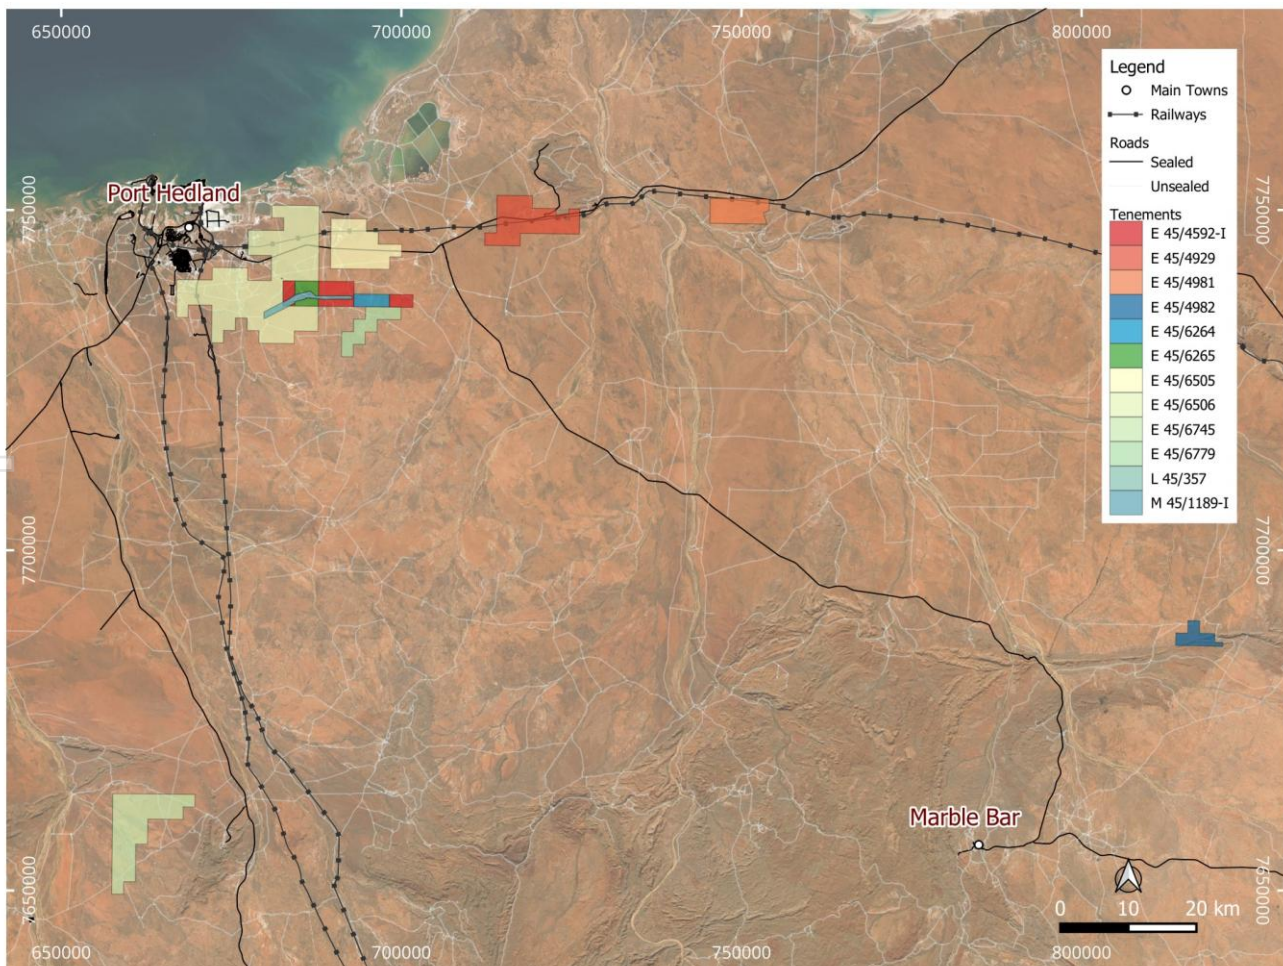 650000 700000 750000 800000
Legend
Main Towns
Railways
Roads
Sealed
Unsealed
Tenements
E 45/4592-I
E 45/4929
E 45/4981
E 45/4982
E 45/6264
E 45/6265
E 45/6505
E 45/6506
E 45/6745
E 45/6779
L 45/357
M 45/1189-I
Port Hedland
7750000 7750000
7700000 7700000
Marble Bar
7650000 7650000
0 10 20 km
650000 700000 750000 800000